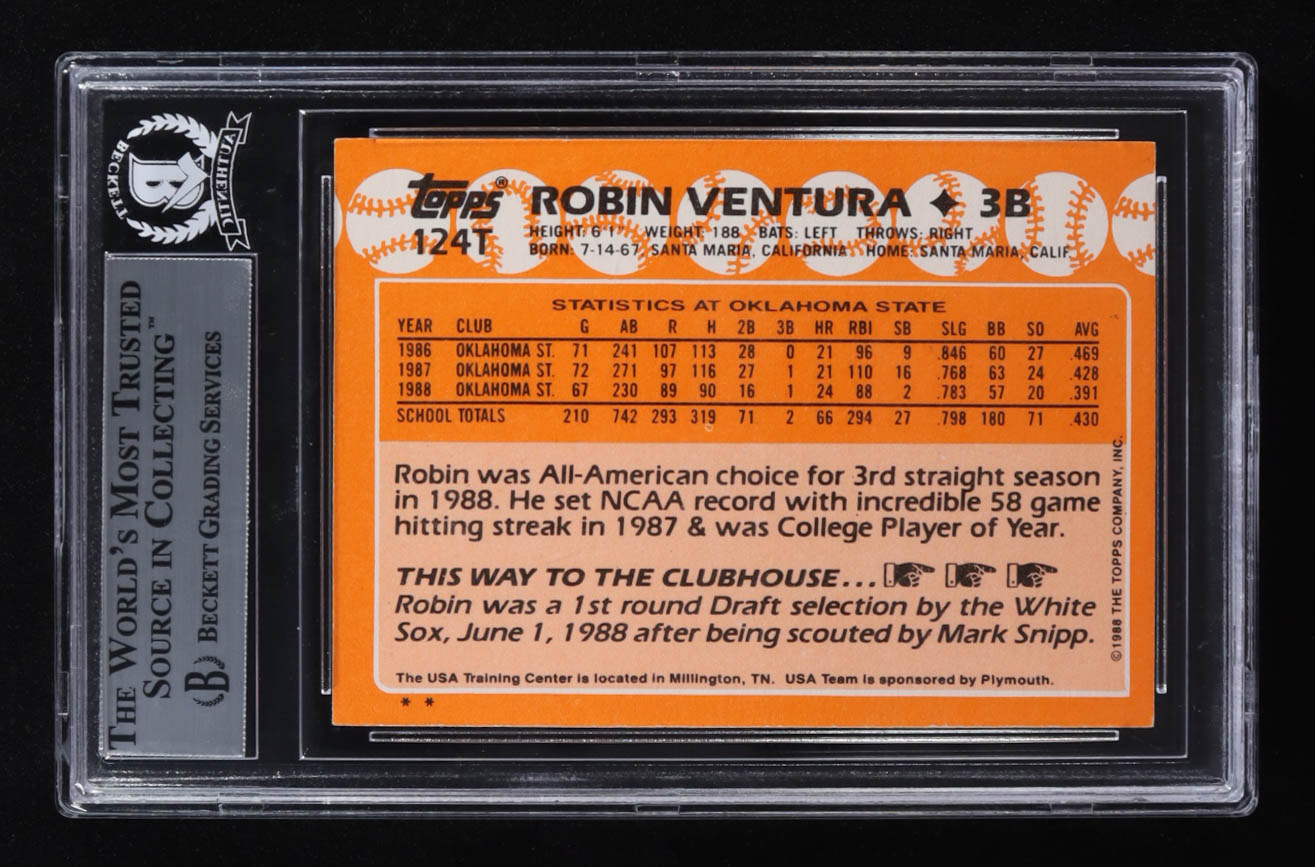 BECKETT
AUTHENTIC
B
THE WORLD'S MOST TRUSTED
SOURCE IN COLLECTING™
B BECKETT GRADING SERVICES
topps® ROBIN VENTURA ✦ 3B
124T
HEIGHT: 6'1" WEIGHT: 188 BATS: LEFT THROWS: RIGHT
BORN: 7-14-67, SANTA MARIA, CALIFORNIA HOME: SANTA MARIA, CALIF.
STATISTICS AT OKLAHOMA STATE
YEAR CLUB G AB R H 2B 3B HR RBI SB SLG BB SO AVG
1986 OKLAHOMA ST. 71 241 107 113 28 0 21 96 9 .846 60 27 .469
1987 OKLAHOMA ST. 72 271 97 116 27 1 21 110 16 .768 63 24 .428
1988 OKLAHOMA ST. 67 230 89 90 16 1 24 88 2 .783 57 20 .391
SCHOOL TOTALS 210 742 293 319 71 2 66 294 27 .798 180 71 .430
Robin was All-American choice for 3rd straight season
in 1988. He set NCAA record with incredible 58 game
hitting streak in 1987 & was College Player of Year.
THIS WAY TO THE CLUBHOUSE...
Robin was a 1st round Draft selection by the White
Sox, June 1, 1988 after being scouted by Mark Snipp.
The USA Training Center is located in Millington, TN. USA Team is sponsored by Plymouth.
* *
©1988 THE TOPPS COMPANY, INC.